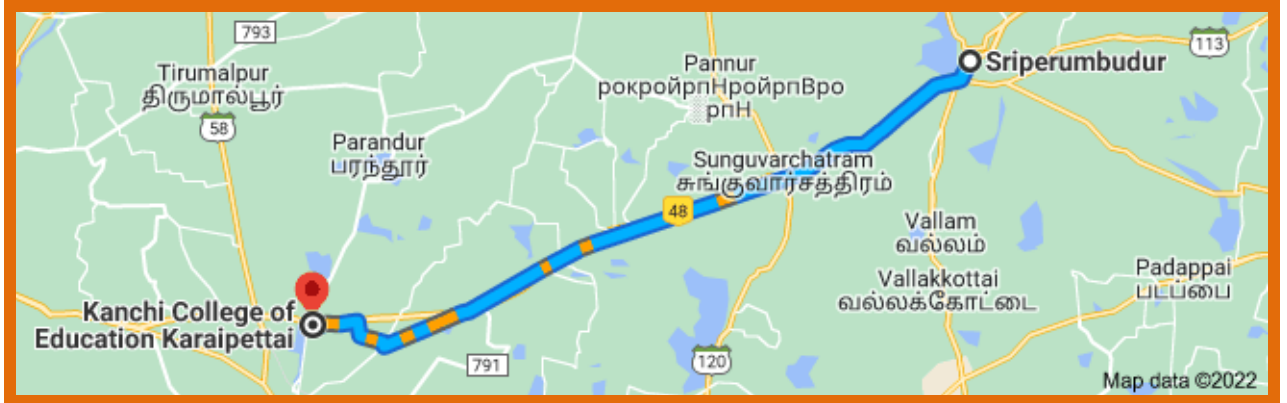 793
113
Tirumalpur
திருமால்பூர்
Pannur
рокройрпНройрпВро
рпН
Sriperumbudur
58
Parandur
பரந்தூர்
Sunguvarchatram
சுங்குவார்சத்திரம்
48
Vallam
வல்லம்
Vallakkottai
வல்லக்கோட்டை
Padappai
படப்பை
Kanchi College of
Education Karaipettai
791
120
Map data ©2022